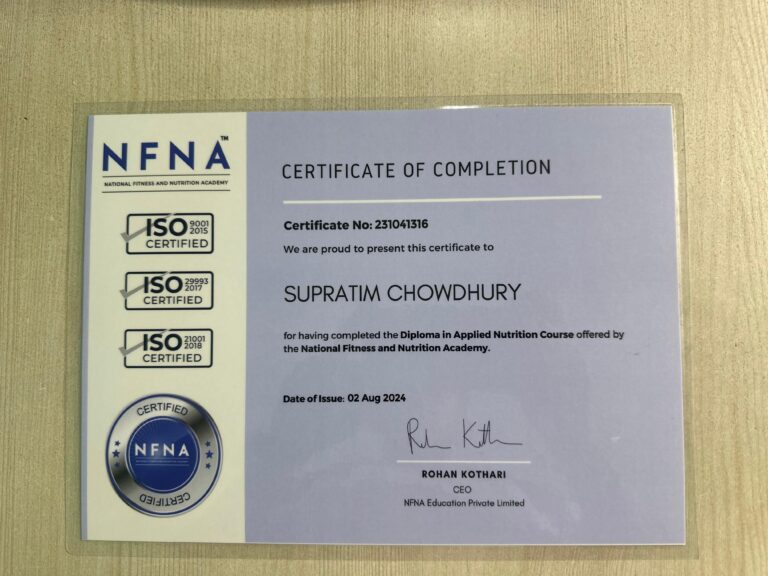 NFNA™
NATIONAL FITNESS AND NUTRITION ACADEMY
ISO 9001 2015
CERTIFIED
ISO 29993 2017
CERTIFIED
ISO 21001 2018
CERTIFIED
CERTIFIED
NFNA
CERTIFIED
CERTIFICATE OF COMPLETION
Certificate No: 231041316
We are proud to present this certificate to
SUPRATIM CHOWDHURY
for having completed the Diploma in Applied Nutrition Course offered by
the National Fitness and Nutrition Academy.
Date of Issue: 02 Aug 2024
Rohan Kothari
ROHAN KOTHARI
CEO
NFNA Education Private Limited